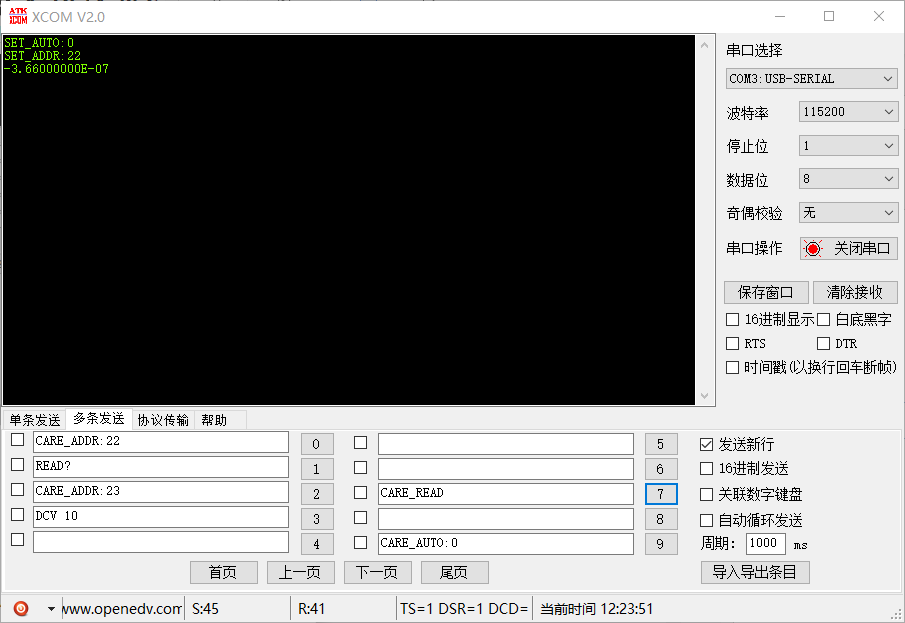 ATK XCOM XCOM V2.0
SET_AUTO:0
SET_ADDR:22
-3.66000000E-07
串口选择
COM3:USB-SERIAL
波特率 115200
停止位 1
数据位 8
奇偶校验 无
串口操作 关闭串口
保存窗口 清除接收
16进制显示 白底黑字
RTS DTR
时间戳(以换行回车断帧)
单条发送 多条发送 协议传输 帮助
CARE_ADDR:22 0 5
READ? 1 6
CARE_ADDR:23 2 CARE_READ 7
DCV 10 3 8
4 CARE_AUTO:0 9
发送新行
16进制发送
关联数字键盘
自动循环发送
周期: 1000 ms
首页 上一页 下一页 尾页 导入导出条目
www.openedv.com S:45 R:41 TS=1 DSR=1 DCD= 当前时间 12:23:51